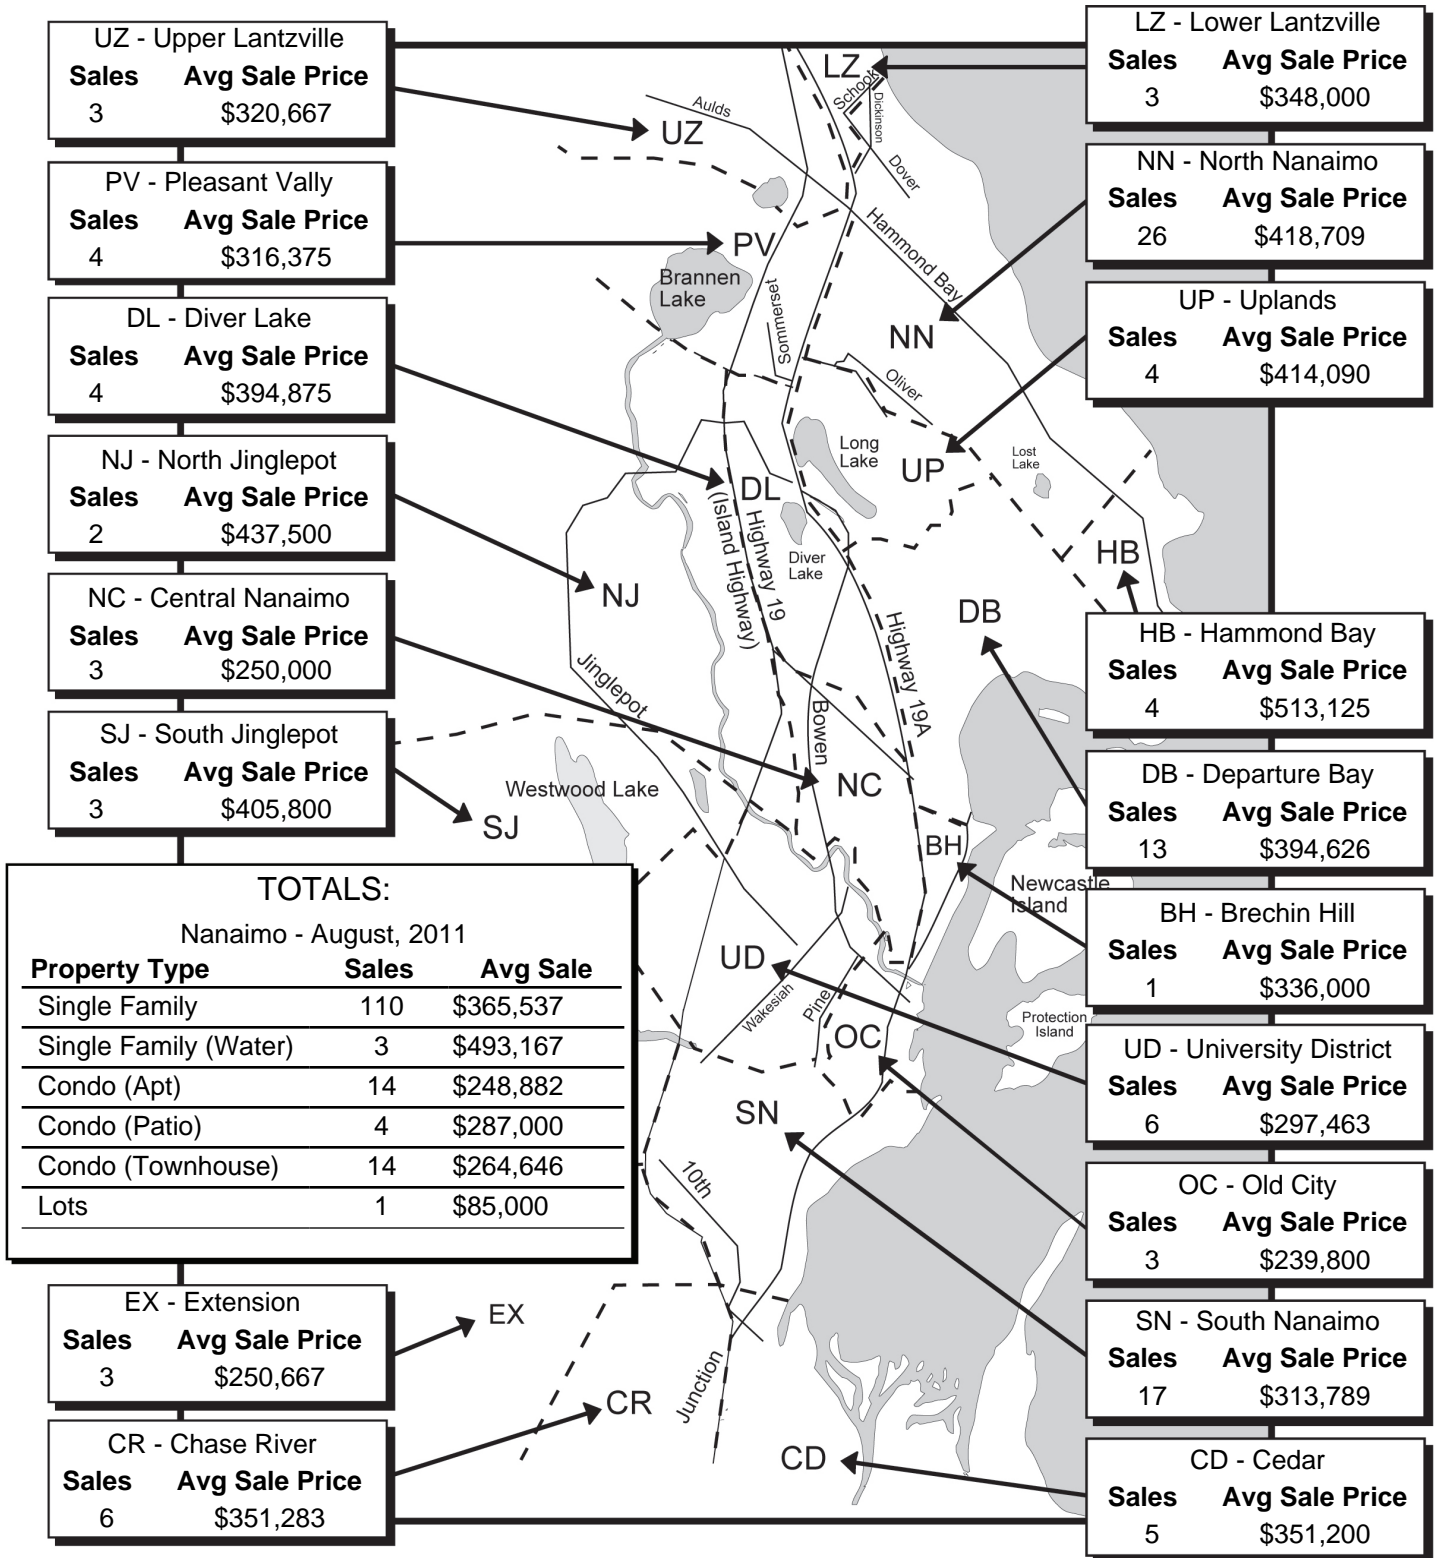 UZ - Upper Lantzville
Sales Avg Sale Price
3 $320,667
PV - Pleasant Vally
Sales Avg Sale Price
4 $316,375
DL - Diver Lake
Sales Avg Sale Price
4 $394,875
NJ - North Jinglepot
Sales Avg Sale Price
2 $437,500
NC - Central Nanaimo
Sales Avg Sale Price
3 $250,000
SJ - South Jinglepot
Sales Avg Sale Price
3 $405,800
TOTALS:
Nanaimo - August, 2011
Property Type Sales Avg Sale
Single Family 110 $365,537
Single Family (Water) 3 $493,167
Condo (Apt) 14 $248,882
Condo (Patio) 4 $287,000
Condo (Townhouse) 14 $264,646
Lots 1 $85,000
EX - Extension
Sales Avg Sale Price
3 $250,667
CR - Chase River
Sales Avg Sale Price
6 $351,283
LZ
Schook
Dickinson
Aulds
UZ
Dover
Hammond Bay
PV
Brannen
Lake
Sommerset
NN
Oliver
Long
Lake
UP
Lost
Lake
DL
Highway 19
(Island Highway)
Diver
Lake
HB
NJ
DB
Highway 19A
Jinglepot
Bowen
NC
Westwood Lake
SJ
BH
Newcastle
Island
UD
Wakesiah
Pine
OC
Protection
Island
SN
10th
EX
Junction
CR
CD
LZ - Lower Lantzville
Sales Avg Sale Price
3 $348,000
NN - North Nanaimo
Sales Avg Sale Price
26 $418,709
UP - Uplands
Sales Avg Sale Price
4 $414,090
HB - Hammond Bay
Sales Avg Sale Price
4 $513,125
DB - Departure Bay
Sales Avg Sale Price
13 $394,626
BH - Brechin Hill
Sales Avg Sale Price
1 $336,000
UD - University District
Sales Avg Sale Price
6 $297,463
OC - Old City
Sales Avg Sale Price
3 $239,800
SN - South Nanaimo
Sales Avg Sale Price
17 $313,789
CD - Cedar
Sales Avg Sale Price
5 $351,200